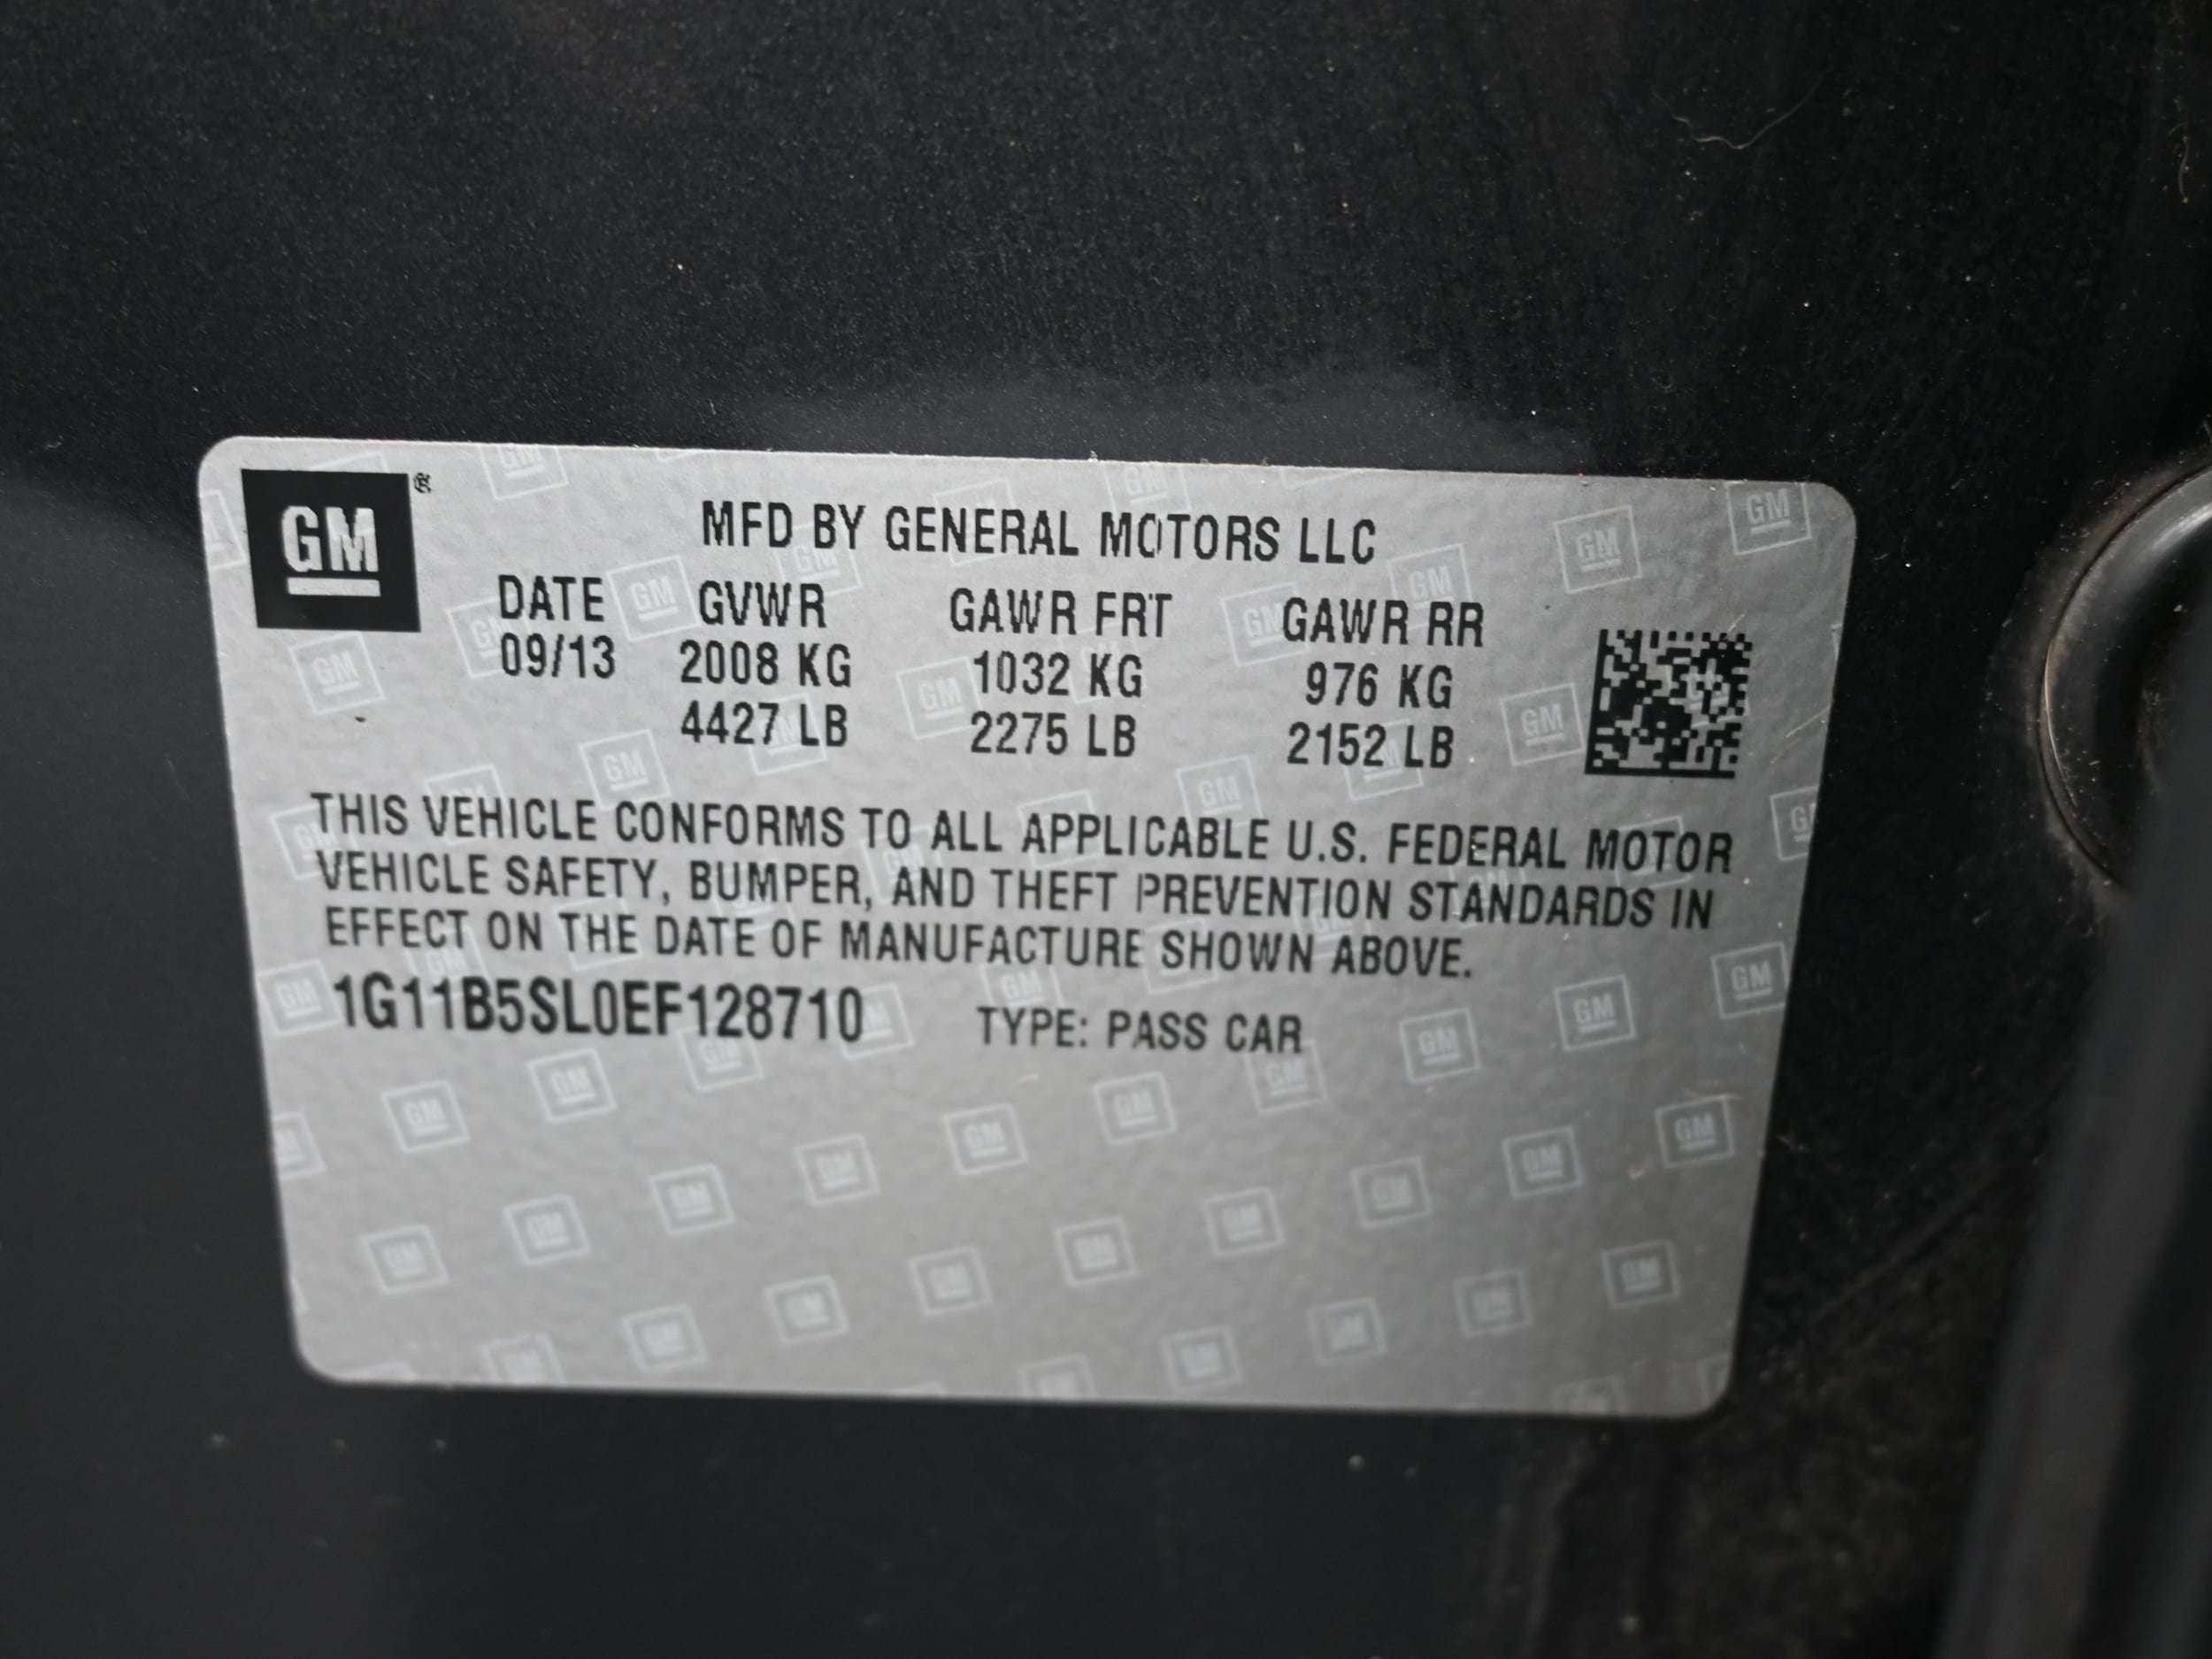 GM®
MFD BY GENERAL MOTORS LLC
DATE GVWR GAWR FRT GAWR RR
09/13 2008 KG 1032 KG 976 KG
4427 LB 2275 LB 2152 LB
THIS VEHICLE CONFORMS TO ALL APPLICABLE U.S. FEDERAL MOTOR
VEHICLE SAFETY, BUMPER, AND THEFT PREVENTION STANDARDS IN
EFFECT ON THE DATE OF MANUFACTURE SHOWN ABOVE.
1G11B5SL0EF128710 TYPE: PASS CAR